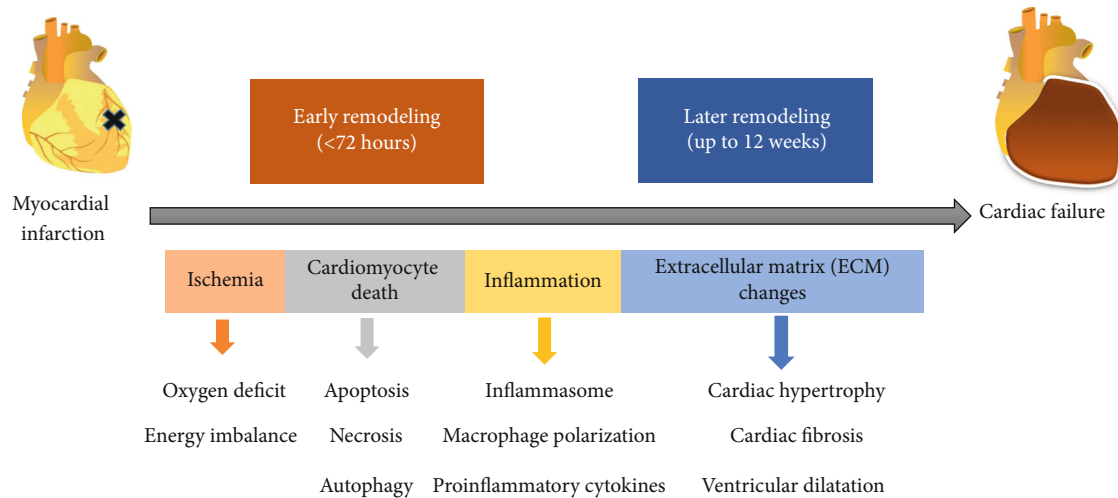 Early remodeling
(<72 hours)
Later remodeling
(up to 12 weeks)
Myocardial
infarction
Cardiac failure
Ischemia
Cardiomyocyte
death
Inflammation
Extracellular matrix (ECM)
changes
Oxygen deficit
Apoptosis
Inflammasome
Cardiac hypertrophy
Energy imbalance
Necrosis
Macrophage polarization
Cardiac fibrosis
Autophagy
Proinflammatory cytokines
Ventricular dilatation